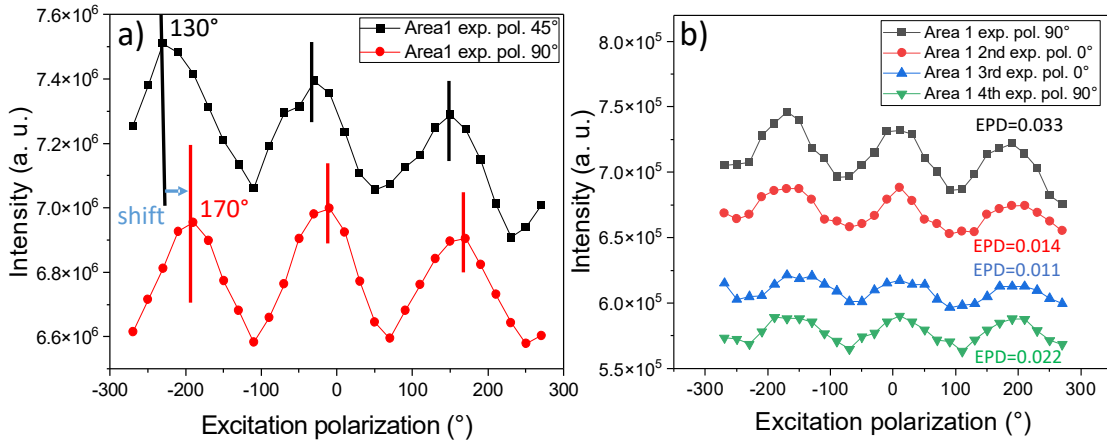 a)
130°
Area1 exp. pol. 45°
Area1 exp. pol. 90°
shift
170°
7.6×10⁶
7.4×10⁶
7.2×10⁶
7.0×10⁶
6.8×10⁶
6.6×10⁶
Intensity (a. u.)
-300 -200 -100 0 100 200 300
Excitation polarization (°)
b)
Area 1 exp. pol. 90°
Area 1 2nd exp. pol. 0°
Area 1 3rd exp. pol. 0°
Area 1 4th exp. pol. 90°
EPD=0.033
EPD=0.014
EPD=0.011
EPD=0.022
8.0×10⁵
7.5×10⁵
7.0×10⁵
6.5×10⁵
6.0×10⁵
5.5×10⁵
Intensity (a. u.)
-300 -200 -100 0 100 200 300
Excitation polarization (°)